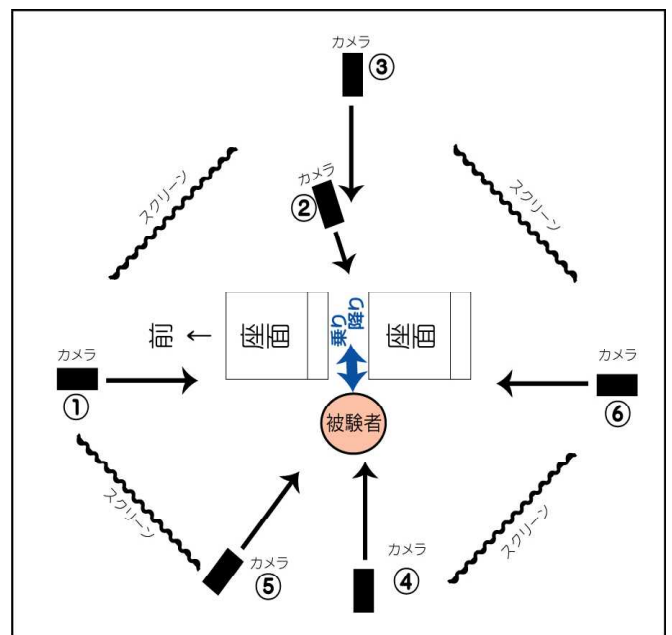 カメラ
③
スクリーン
スクリーン
カメラ
②
前
↑
座面
乗り
降り
座面
カメラ
①
カメラ
⑥
被験者
スクリーン
スクリーン
カメラ
⑤
カメラ
④